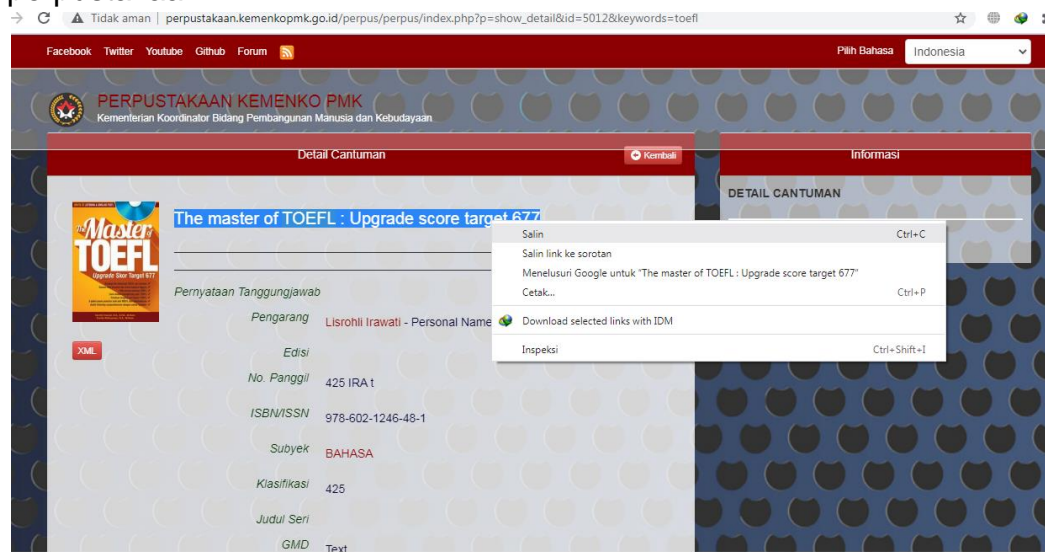 Tidak aman | perpustakaan.kemenkopmk.go.id/perpus/perpus/index.php?p=show_detail&id=5012&keywords=toefl
Facebook Twitter Youtube Github Forum
Pilih Bahasa Indonesia
PERPUSTAKAAN KEMENKO PMK
Kementerian Koordinator Bidang Pembangunan Manusia dan Kebudayaan
Detail Cantuman
Kembali
Informasi
DETAIL CANTUMAN
The Master of TOEFL
Upgrade Skor Target 677
XML
The master of TOEFL : Upgrade score target 677
Salin Ctrl+C
Salin link ke sorotan
Menelusuri Google untuk "The master of TOEFL : Upgrade score target 677"
Cetak... Ctrl+P
Download selected links with IDM
Inspeksi Ctrl+Shift+I
Pernyataan Tanggungjawab
Pengarang Lisrohli Irawati - Personal Name
Edisi
No. Panggil 425 IRA t
ISBN/ISSN 978-602-1246-48-1
Subyek BAHASA
Klasifikasi 425
Judul Seri
GMD Text